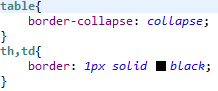 table{
    border-collapse: collapse;
}
th,td{
    border: 1px solid black;
}